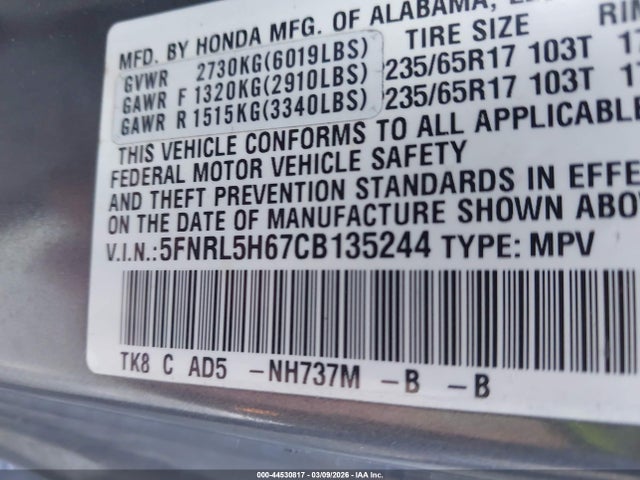 MFD. BY HONDA MFG. OF ALABAMA,
TIRE SIZE
GVWR 2730KG(6019LBS)
GAWR F 1320KG(2910LBS) 235/65R17 103T
GAWR R 1515KG(3340LBS) 235/65R17 103T
THIS VEHICLE CONFORMS TO ALL APPLICABLE
FEDERAL MOTOR VEHICLE SAFETY
AND THEFT PREVENTION STANDARDS IN EFFE
ON THE DATE OF MANUFACTURE SHOWN ABO
V.I.N.:5FNRL5H67CB135244 TYPE: MPV
TK8 C AD5 -NH737M -B -B
000-44530817 - 03/09/2026 - IAA Inc.